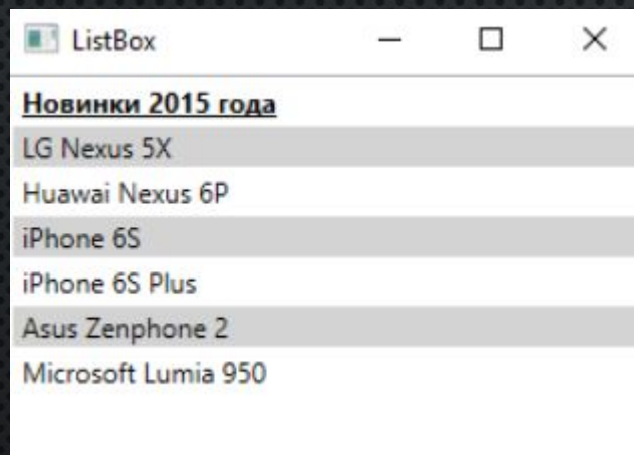 ListBox
Новинки 2015 года
LG Nexus 5X
Huawai Nexus 6P
iPhone 6S
iPhone 6S Plus
Asus Zenphone 2
Microsoft Lumia 950